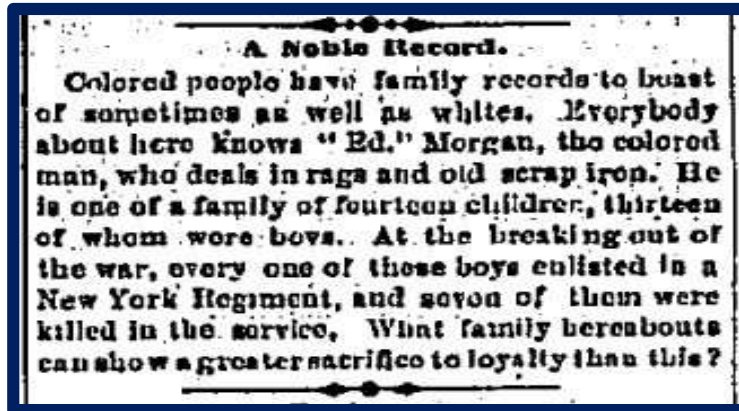 A Noble Record.
Colored people have family records to boast
of sometimes as well as whites. Everybody
about here knows "Ed." Morgan, the colored
man, who deals in rags and old scrap iron. He
is one of a family of fourteen children, thirteen
of whom were boys. At the breaking out of
the war, every one of these boys enlisted in a
New York Regiment, and seven of them were
killed in the service. What family hereabouts
can show a greater sacrifice to loyalty than this?